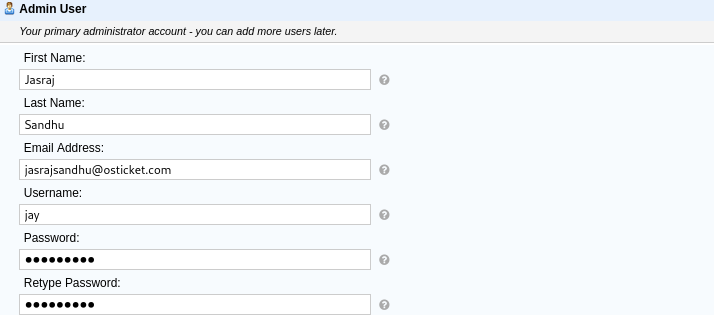 Admin User
Your primary administrator account - you can add more users later.
First Name:
Jasraj
Last Name:
Sandhu
Email Address:
jasrajsandhu@osticket.com
Username:
jay
Password:
●●●●●●●●●
Retype Password:
●●●●●●●●●